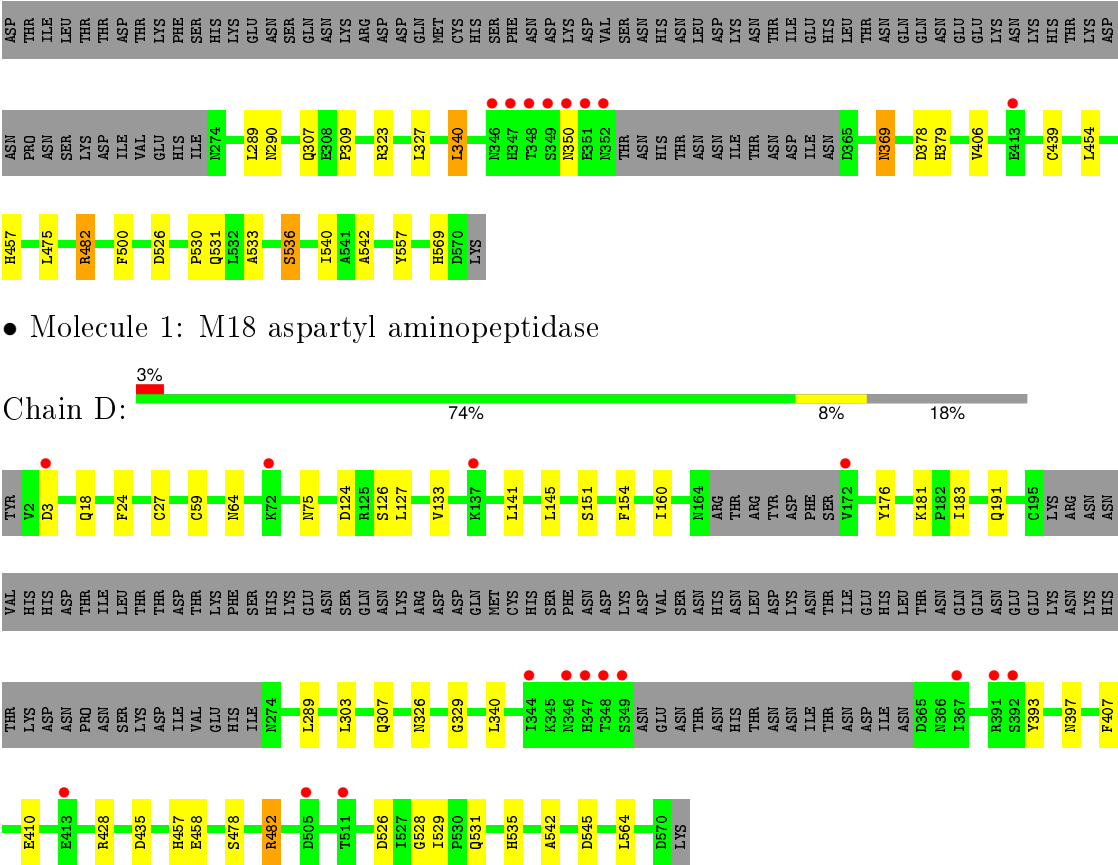 ASP THR ILE LEU THR THR ASP THR LYS PHE SER HIS LYS GLU ASN SER GLN ASN LYS ARG ASP ASP GLN MET CYS HIS SER PHE ASN ASP LYS ASP VAL SER ASN HIS ASN LEU ASP LYS ASN THR ILE GLU HIS LEU THR ASN GLN GLN ASN GLU GLU LYS ASN LYS HIS THR LYS ASP
ASN PRO ASN SER LYS ASP ILE VAL GLU HIS ILE N274 L289 N290 Q307 E308 P309 R323 L327 L340 N346 H347 T348 S349 N350 E351 N352 THR ASN HIS THR ASN ASN ILE THR ASN ASP ILE ASN D365 N369 D378 H379 V406 E413 C439 L454
H457 L475 R482 F500 D526 P530 Q531 L532 A533 S536 I540 A541 A542 Y557 H569 D570 LYS
• Molecule 1: M18 aspartyl aminopeptidase
3%
Chain D:
74% 8% 18%
TYR V2 D3 Q18 F24 C27 C59 N64 K72 N75 D124 R125 S126 L127 V133 K137 L141 L145 S151 F154 I160 N164 ARG THR ARG TYR ASP PHE SER V172 Y176 K181 P182 I183 Q191 C195 LYS ARG ASN ASN
VAL HIS HIS ASP THR ILE LEU THR THR ASP THR LYS PHE SER HIS LYS GLU ASN SER GLN ASN LYS ARG ASP ASP GLN MET CYS HIS SER PHE ASN ASP LYS ASP VAL SER ASN HIS ASN LEU ASP LYS ASN THR ILE GLU HIS LEU THR ASN GLN GLN ASN GLU GLU LYS ASN LYS HIS
THR LYS ASP ASN PRO ASN SER LYS ASP ILE VAL GLU HIS ILE N274 L289 L303 Q307 N326 G329 L340 I344 K345 N346 H347 T348 S349 ASN GLU ASN THR ASN HIS THR ASN ASN ILE THR ASN ASP ILE ASN D365 N366 I367 R391 S392 Y393 N397 F407
E410 E413 R428 D435 H457 E458 S478 R482 D505 T511 D526 I527 G528 I529 P530 Q531 H535 A542 D545 L564 D570 LYS